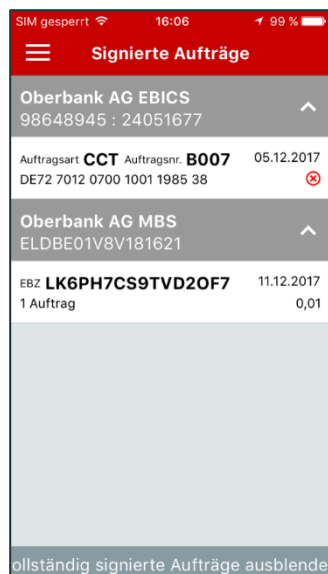 SIM gesperrt 16:06 99 %
Signierte Aufträge
Oberbank AG EBICS
98648945 : 24051677
Auftragsart CCT Auftragsnr. B007 05.12.2017
DE72 7012 0700 1001 1985 38
Oberbank AG MBS
ELDBE01V8V181621
EBZ LK6PH7CS9TVD2OF7 11.12.2017
1 Auftrag 0,01
ollständig signierte Aufträge ausblende